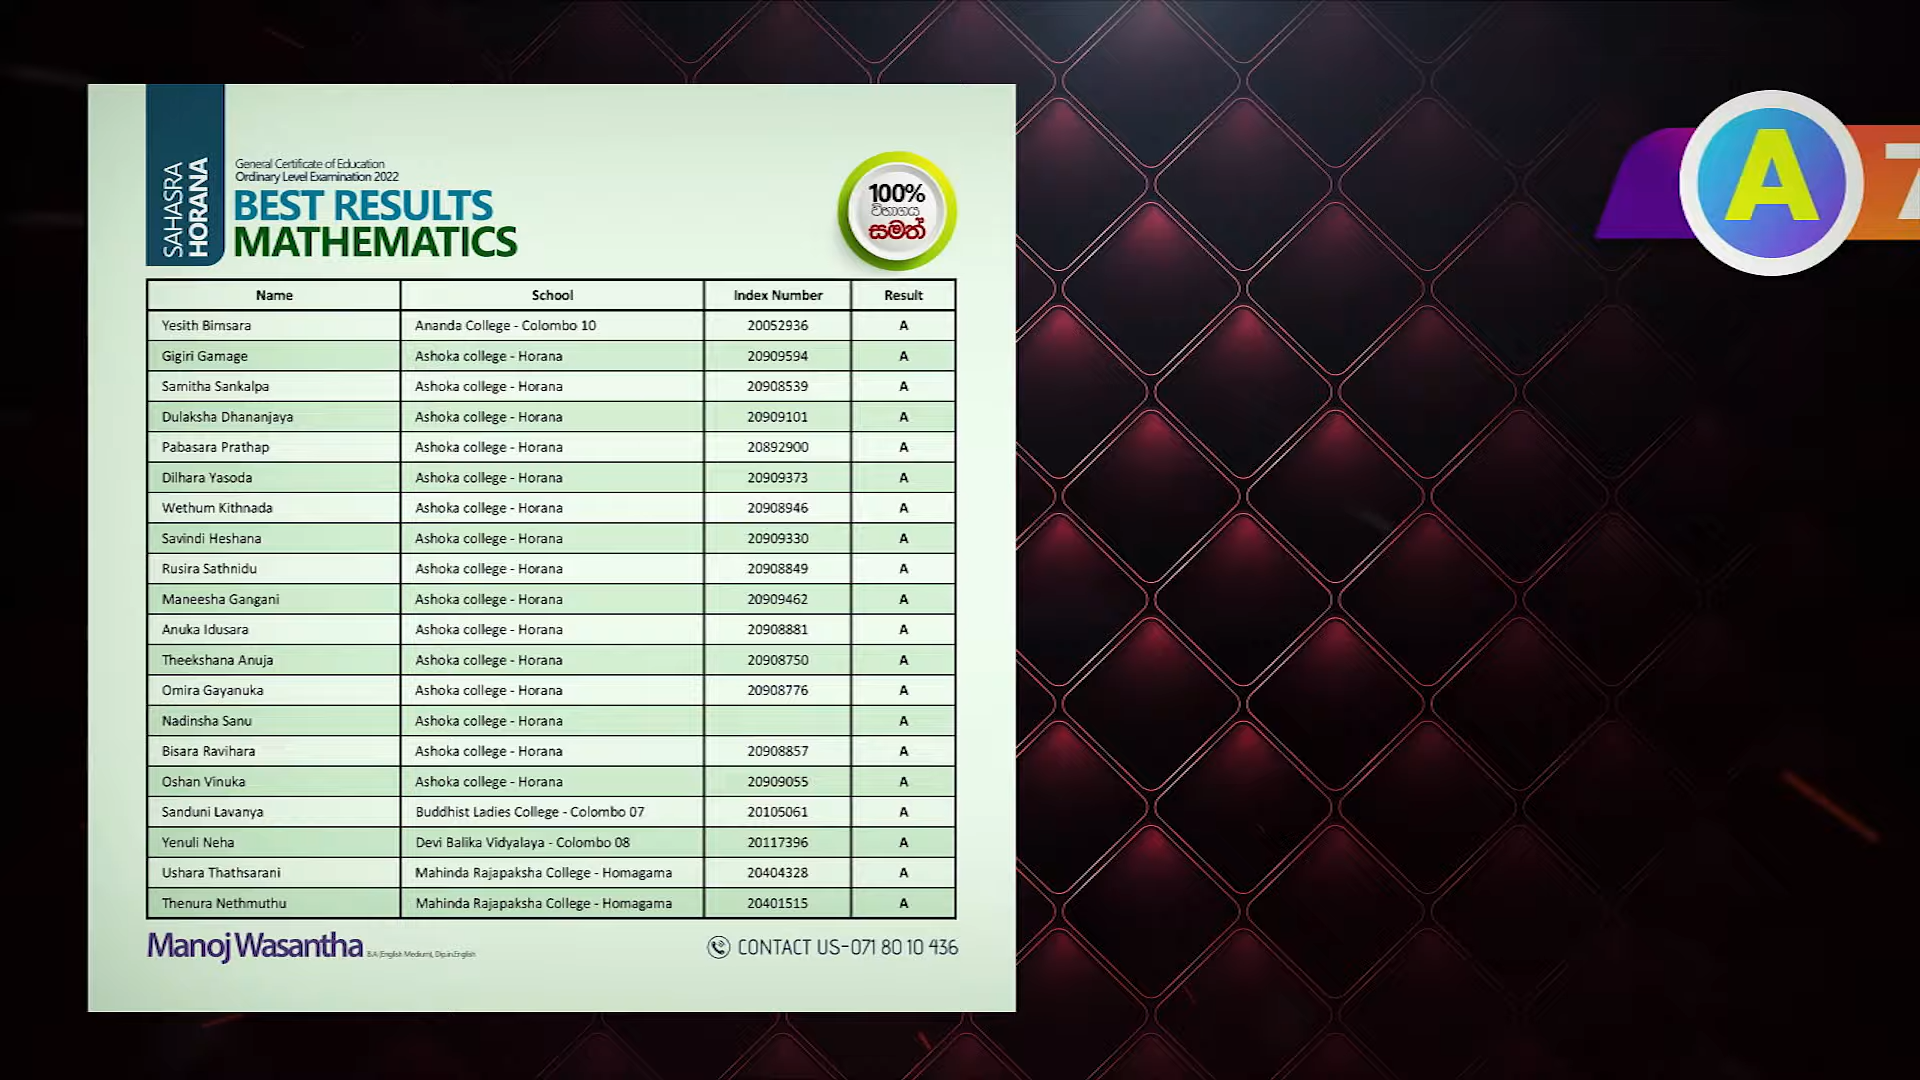 SAHASRA
HORANA
General Certificate of Education
Ordinary Level Examination 2022
BEST RESULTS
MATHEMATICS
100%
විභාගය
සමත්
Name School Index Number Result
Yesith Bimsara Ananda College - Colombo 10 20052936 A
Gigiri Gamage Ashoka college - Horana 20909594 A
Samitha Sankalpa Ashoka college - Horana 20908539 A
Dulaksha Dhananjaya Ashoka college - Horana 20909101 A
Pabasara Prathap Ashoka college - Horana 20892900 A
Dilhara Yasoda Ashoka college - Horana 20909373 A
Wethum Kithnada Ashoka college - Horana 20908946 A
Savindi Heshana Ashoka college - Horana 20909330 A
Rusira Sathnidu Ashoka college - Horana 20908849 A
Maneesha Gangani Ashoka college - Horana 20909462 A
Anuka Idusara Ashoka college - Horana 20908881 A
Theekshana Anuja Ashoka college - Horana 20908750 A
Omira Gayanuka Ashoka college - Horana 20908776 A
Nadinsha Sanu Ashoka college - Horana A
Bisara Ravihara Ashoka college - Horana 20908857 A
Oshan Vinuka Ashoka college - Horana 20909055 A
Sanduni Lavanya Buddhist Ladies College - Colombo 07 20105061 A
Yenuli Neha Devi Balika Vidyalaya - Colombo 08 20117396 A
Ushara Thathsarani Mahinda Rajapaksha College - Homagama 20404328 A
Thenura Nethmuthu Mahinda Rajapaksha College - Homagama 20401515 A
Manoj Wasantha B.A (English Medium), Dip.in.English
CONTACT US-071 80 10 436
A 7